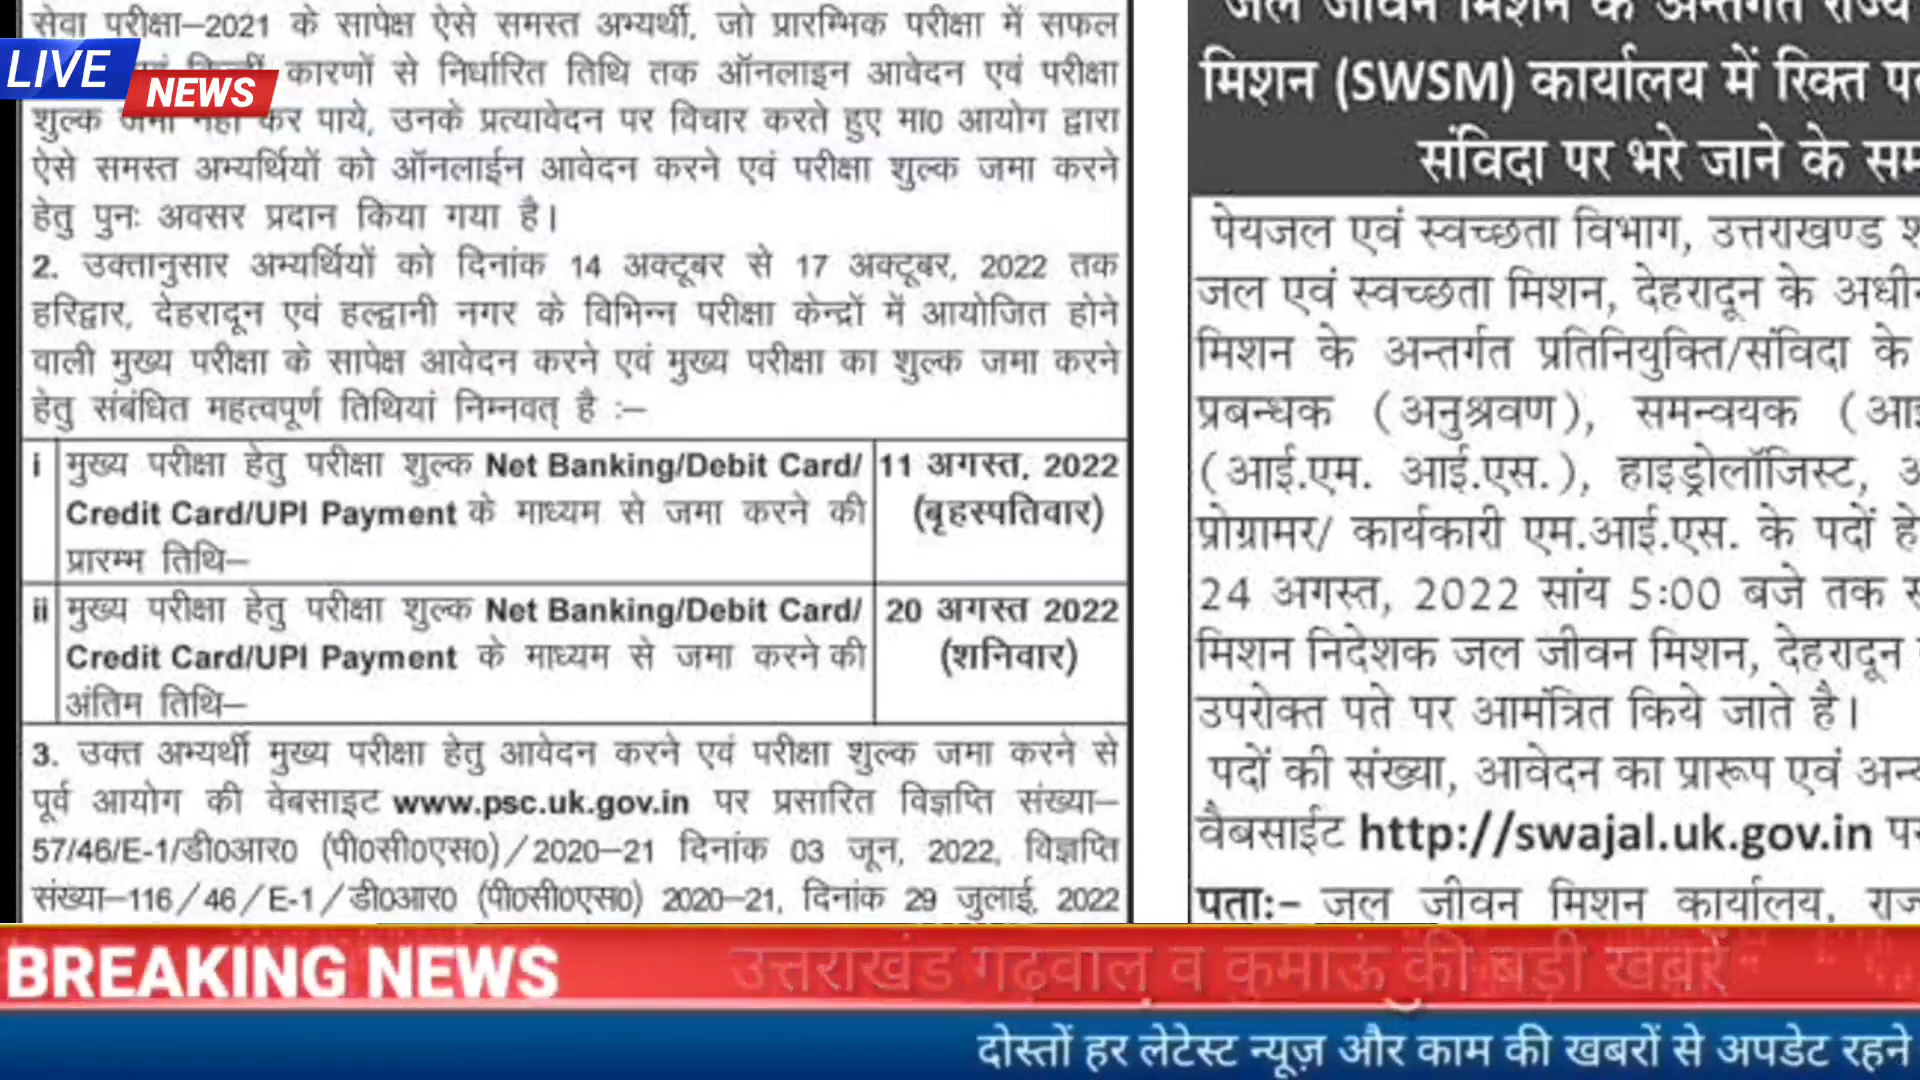 सेवा परीक्षा–2021 के सापेक्ष ऐसे समस्त अभ्यर्थी, जो प्रारम्भिक परीक्षा में सफल
कारणों से निर्धारित तिथि तक ऑनलाइन आवेदन एवं परीक्षा
शुल्क जमा नहीं कर पाये, उनके प्रत्यावेदन पर विचार करते हुए मा0 आयोग द्वारा
ऐसे समस्त अभ्यर्थियों को ऑनलाईन आवेदन करने एवं परीक्षा शुल्क जमा करने
हेतु पुनः अवसर प्रदान किया गया है।
2. उक्तानुसार अभ्यर्थियों को दिनांक 14 अक्टूबर से 17 अक्टूबर, 2022 तक
हरिद्वार, देहरादून एवं हल्द्वानी नगर के विभिन्न परीक्षा केन्द्रों में आयोजित होने
वाली मुख्य परीक्षा के सापेक्ष आवेदन करने एवं मुख्य परीक्षा का शुल्क जमा करने
हेतु संबंधित महत्वपूर्ण तिथियां निम्नवत् है :–
i मुख्य परीक्षा हेतु परीक्षा शुल्क Net Banking/Debit Card/ 11 अगस्त, 2022
Credit Card/UPI Payment के माध्यम से जमा करने की (बृहस्पतिवार)
प्रारम्भ तिथि–
ii मुख्य परीक्षा हेतु परीक्षा शुल्क Net Banking/Debit Card/ 20 अगस्त 2022
Credit Card/UPI Payment के माध्यम से जमा करने की (शनिवार)
अंतिम तिथि–
3. उक्त अभ्यर्थी मुख्य परीक्षा हेतु आवेदन करने एवं परीक्षा शुल्क जमा करने से
पूर्व आयोग की वेबसाइट www.psc.uk.gov.in पर प्रसारित विज्ञप्ति संख्या–
57/46/E-1/डी0आर0 (पी0सी0एस0)/2020–21 दिनांक 03 जून, 2022, विज्ञप्ति
संख्या–116/46/E-1/डी0आर0 (पी0सी0एस0) 2020–21, दिनांक 29 जुलाई, 2022
जल जीवन मिशन के अन्तर्गत राज्य
मिशन (SWSM) कार्यालय में रिक्त
संविदा पर भरे जाने के
पेयजल एवं स्वच्छता विभाग, उत्तराखण्ड
जल एवं स्वच्छता मिशन, देहरादून के
मिशन के अन्तर्गत प्रतिनियुक्ति/संविदा के
प्रबन्धक (अनुश्रवण), समन्वयक
(आई.एम. आई.एस.), हाइड्रोलॉजिस्ट,
प्रोग्रामर/ कार्यकारी एम.आई.एस. के पदों
24 अगस्त, 2022 सांय 5:00 बजे तक
मिशन निदेशक जल जीवन मिशन, देहरादून
उपरोक्त पते पर आमंत्रित किये जाते है।
पदों की संख्या, आवेदन का प्रारूप एवं
वैबसाईट http://swajal.uk.gov.in
पताः– जल जीवन मिशन कार्यालय,
LIVE
NEWS
BREAKING NEWS
उत्तराखंड गढ़वाल व कुमाऊं की बड़ी खबरें
दोस्तों हर लेटेस्ट न्यूज़ और काम की खबरों से अपडेट रहने